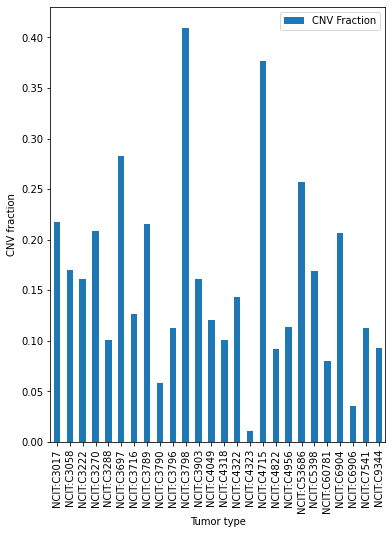 CNV Fraction
0.40
0.35
0.30
0.25
0.20
0.15
0.10
0.05
0.00
CNV fraction
NCIT:C3017
NCIT:C3058
NCIT:C3222
NCIT:C3270
NCIT:C3288
NCIT:C3697
NCIT:C3716
NCIT:C3789
NCIT:C3790
NCIT:C3796
NCIT:C3798
NCIT:C3903
NCIT:C4049
NCIT:C4318
NCIT:C4322
NCIT:C4323
NCIT:C4715
NCIT:C4822
NCIT:C4956
NCIT:C53686
NCIT:C5398
NCIT:C60781
NCIT:C6904
NCIT:C6906
NCIT:C7541
NCIT:C9344
Tumor type